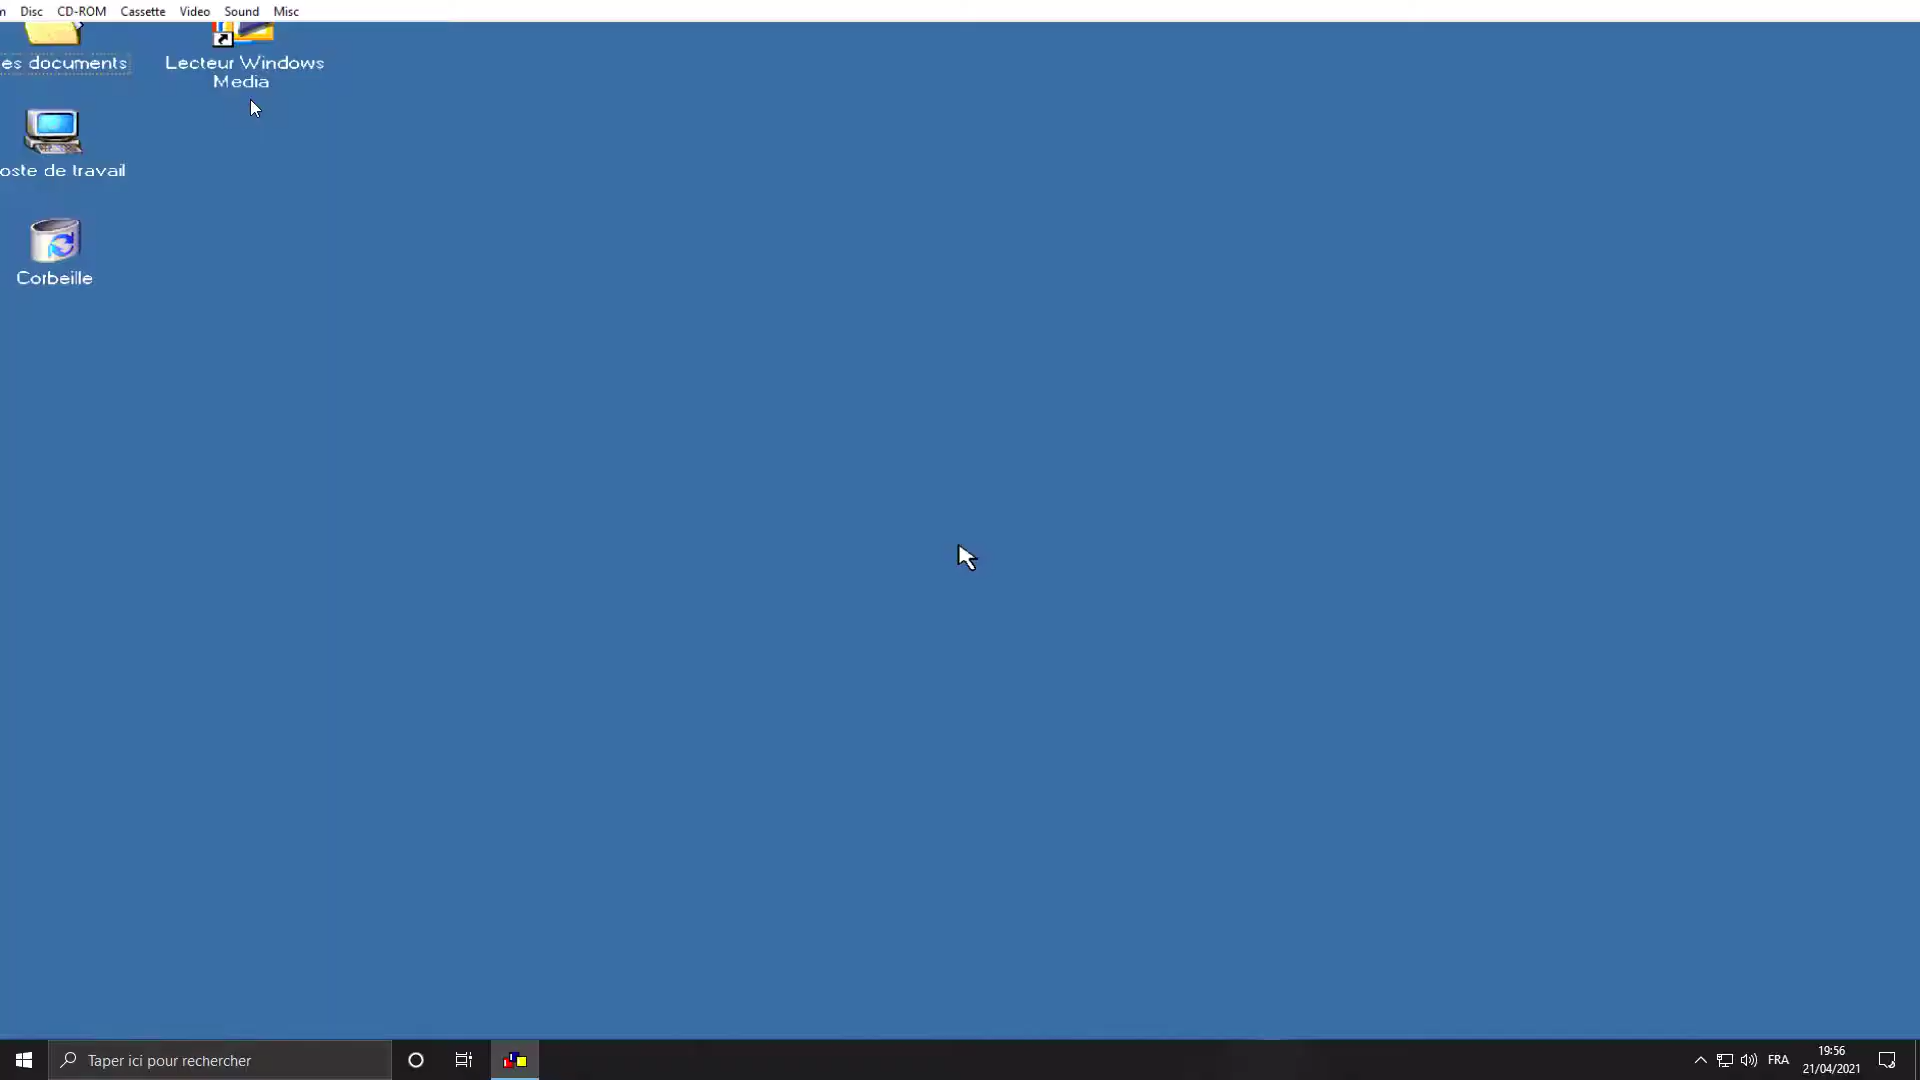 Disc CD-ROM Cassette Video Sound Misc
es documents
Lecteur Windows
Media
oste de travail
Corbeille
Taper ici pour rechercher
FRA
19:56
21/04/2021